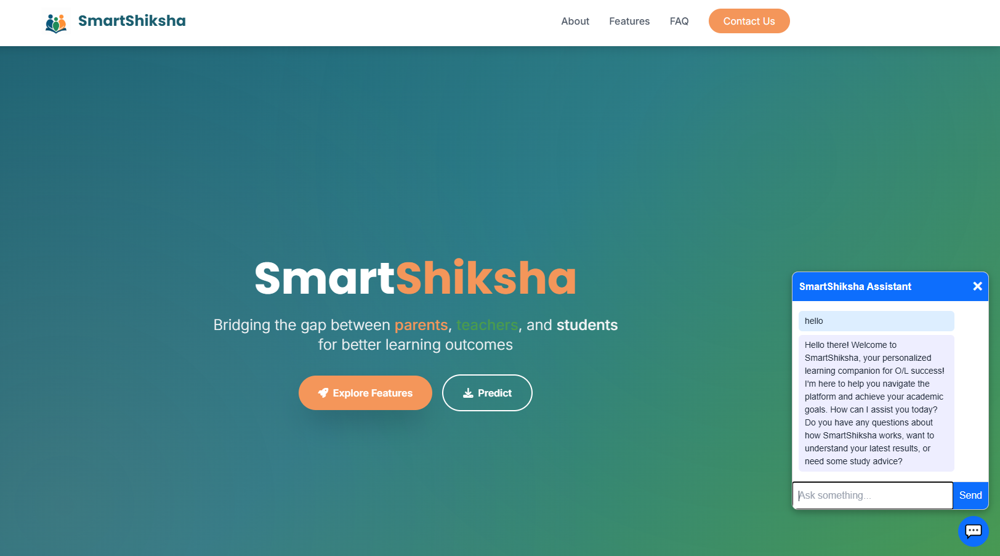 SmartShiksha
About
Features
FAQ
Contact Us
SmartShiksha
Bridging the gap between parents, teachers, and students
for better learning outcomes
Explore Features
Predict
SmartShiksha Assistant
hello
Hello there! Welcome to
SmartShiksha, your personalized
learning companion for O/L success!
I'm here to help you navigate the
platform and achieve your academic
goals. How can I assist you today?
Do you have any questions about
how SmartShiksha works, want to
understand your latest results, or
need some study advice?
Ask something...
Send